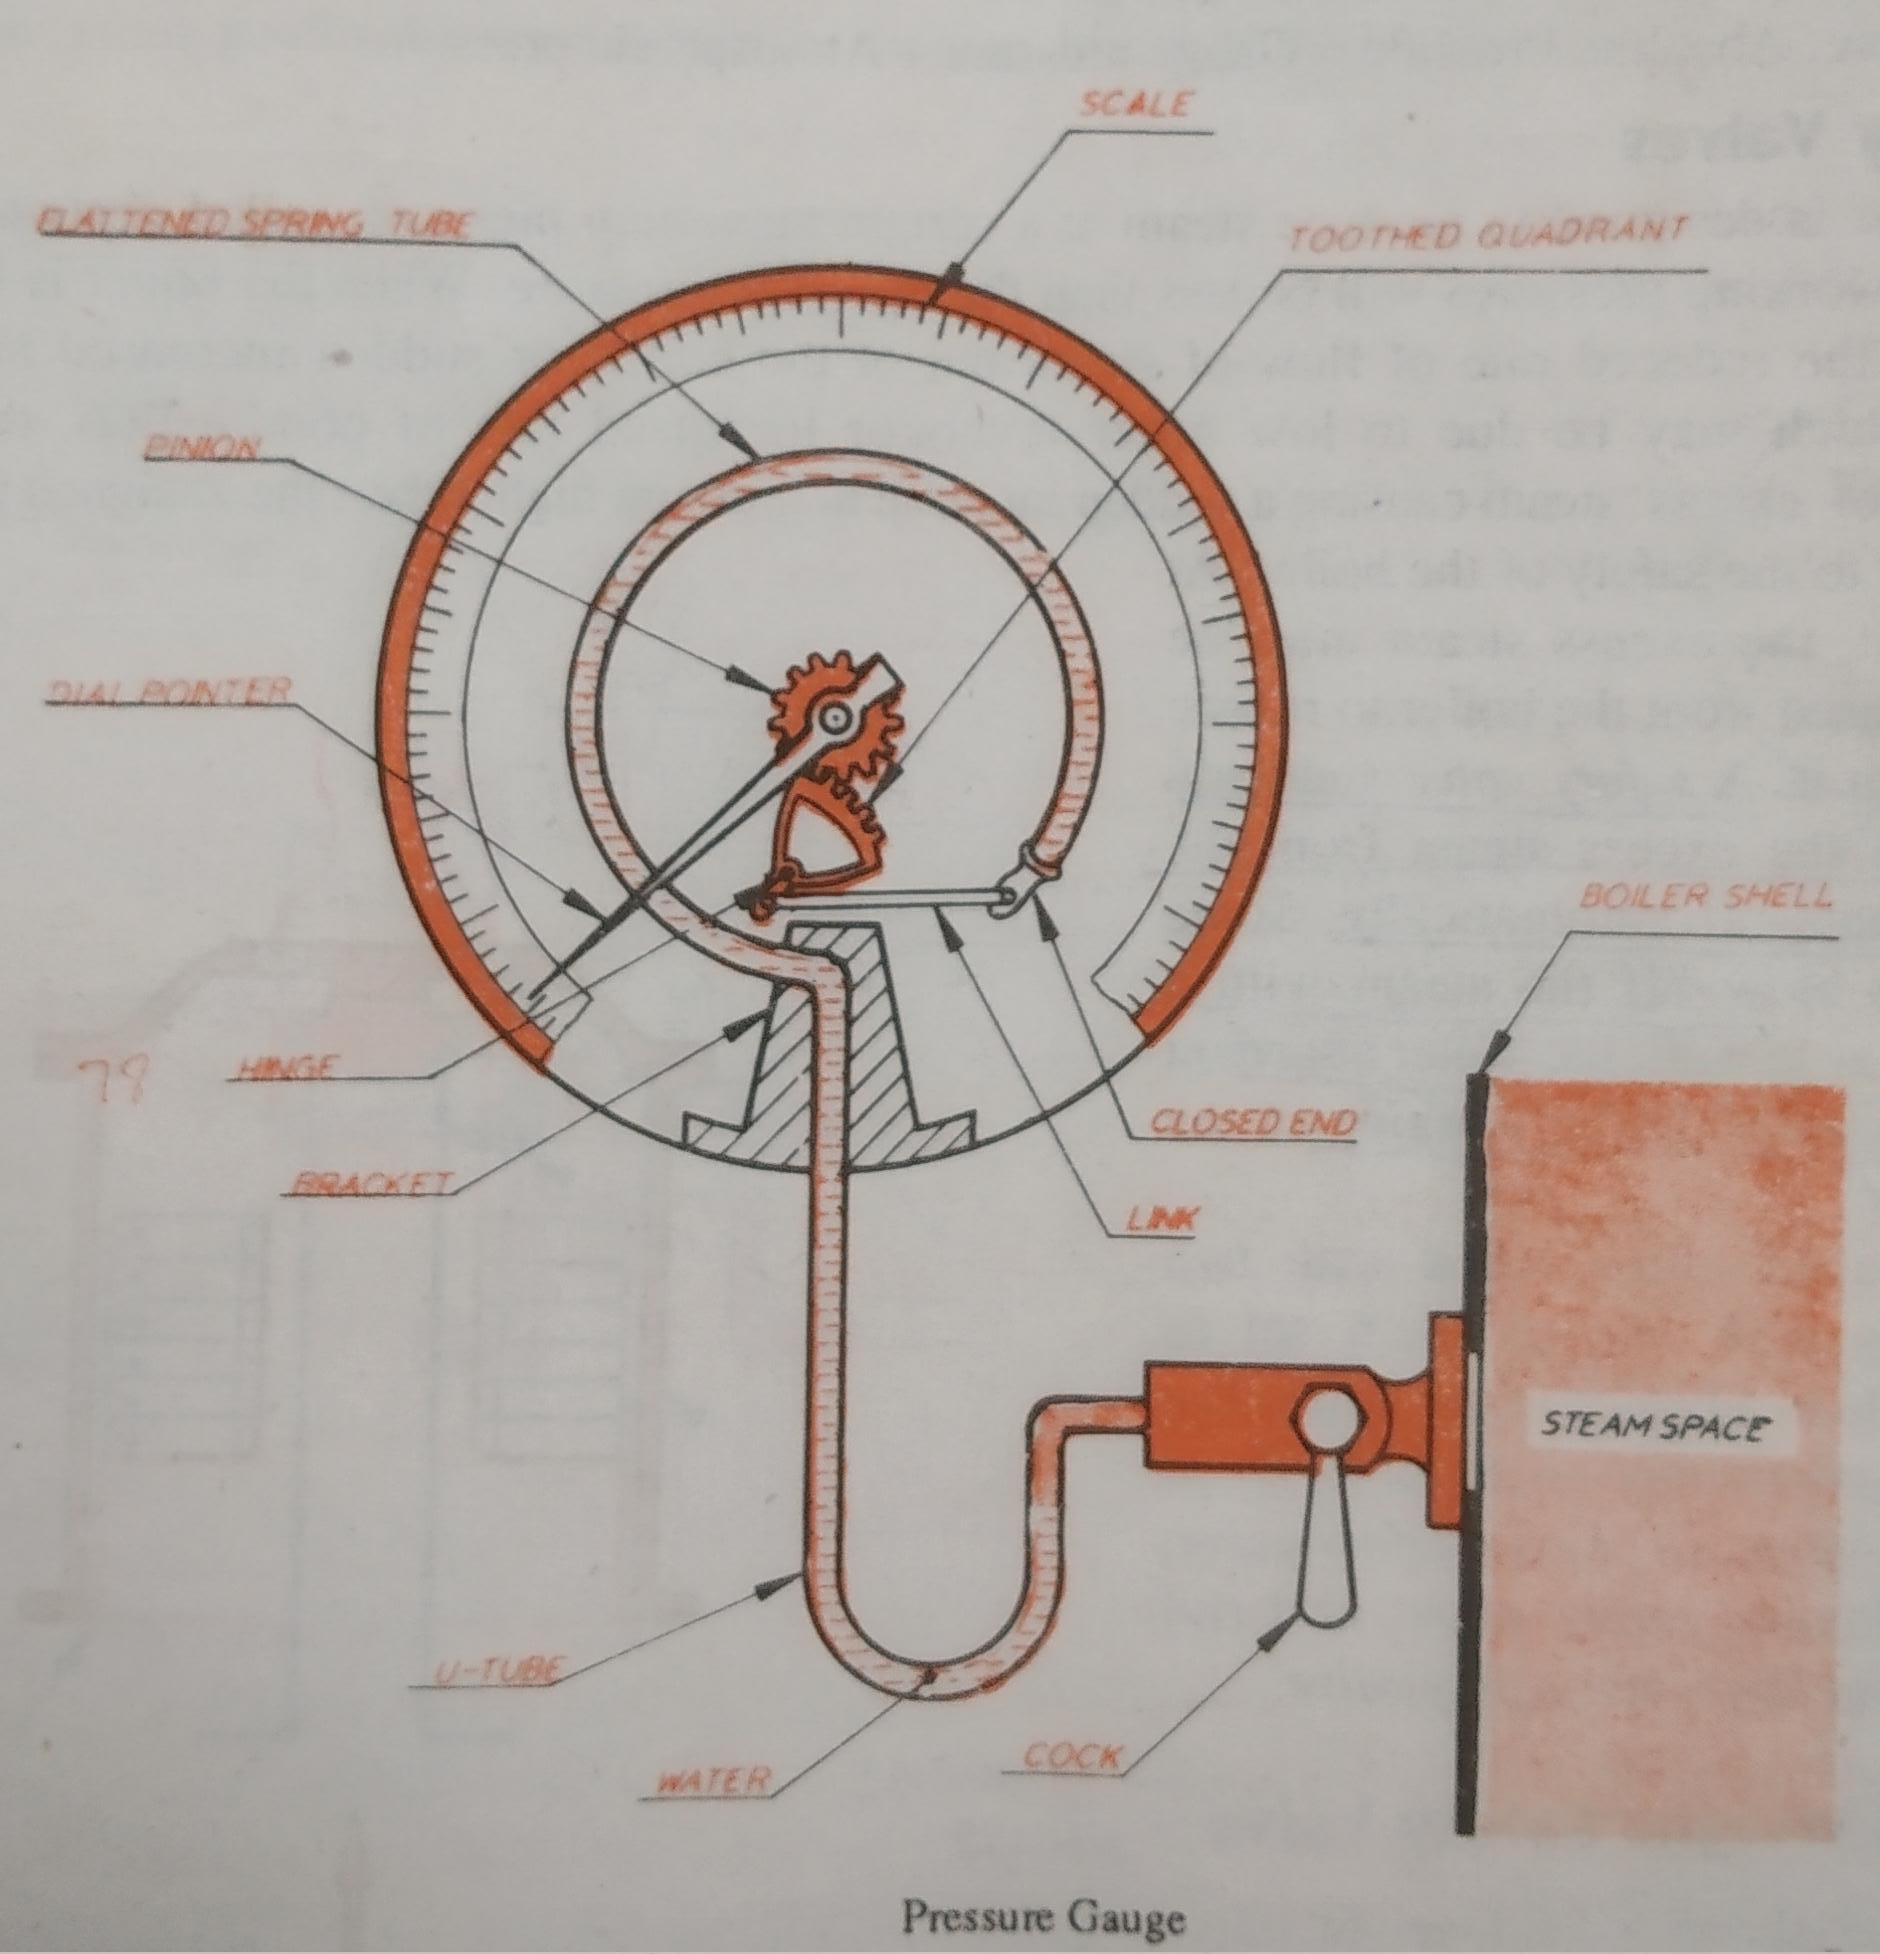 SCALE
FLATTENED SPRING TUBE
TOOTHED QUADRANT
PINION
DIAL POINTER
BOILER SHELL
HINGE
78
CLOSED END
BRACKET
LINK
STEAM SPACE
U-TUBE
COCK
WATER
Pressure Gauge